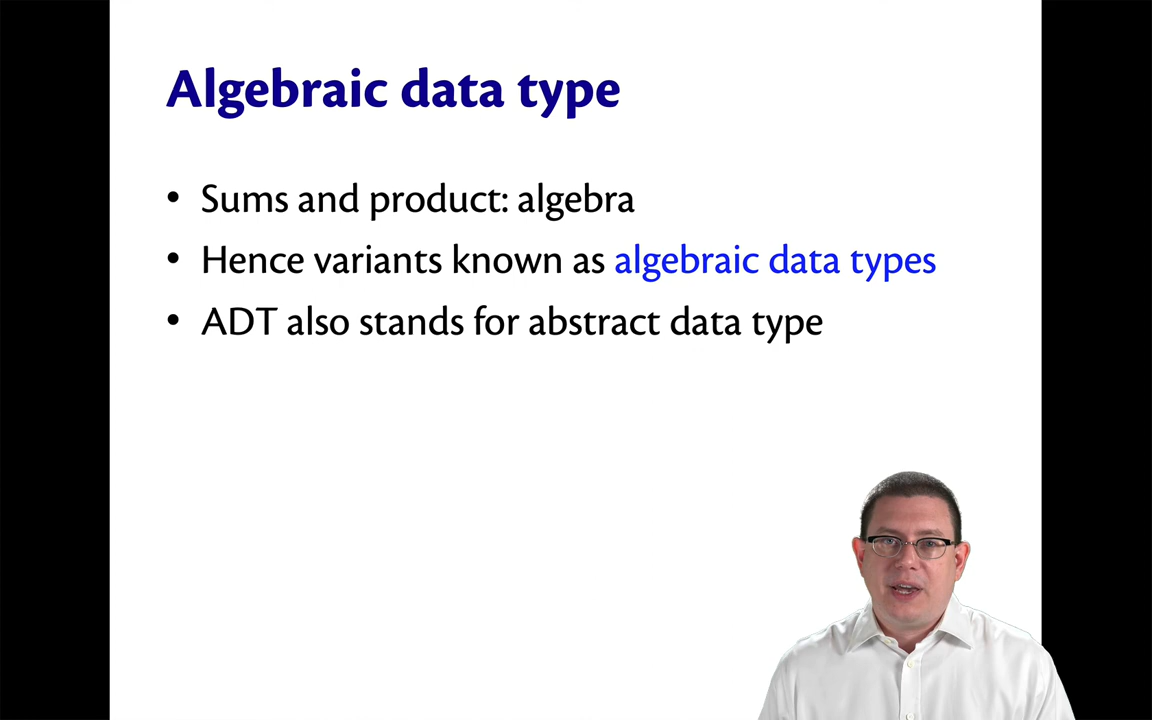 Algebraic data type
• Sums and product: algebra
• Hence variants known as algebraic data types
• ADT also stands for abstract data type